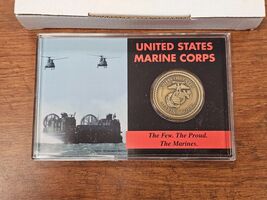 UNITED STATES
MARINE CORPS
The Few. The Proud.
The Marines.